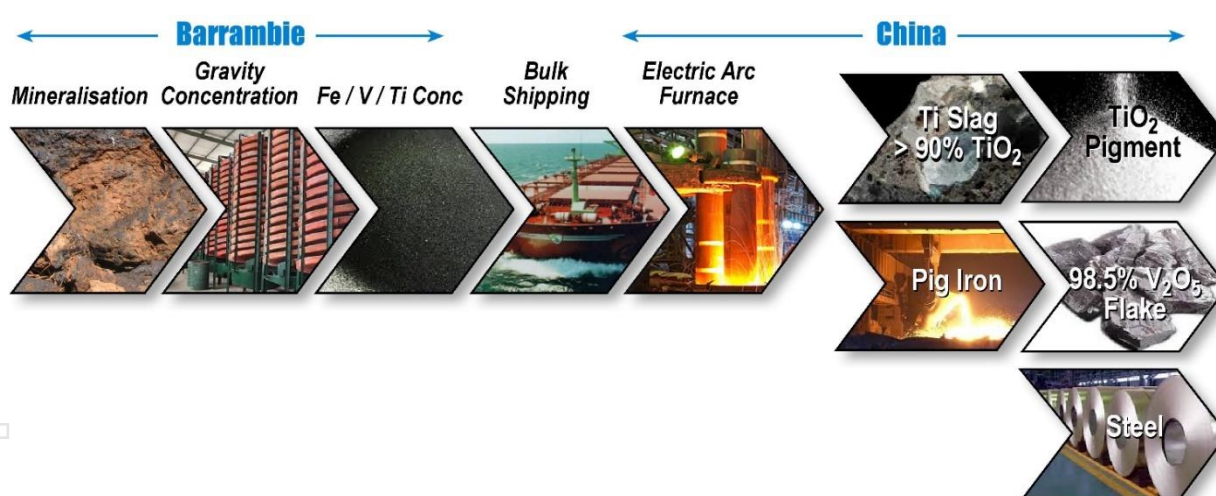 Barrambie
China
Mineralisation
Gravity
Concentration
Fe / V / Ti Conc
Bulk
Shipping
Electric Arc
Furnace
Ti Slag
> 90% TiO₂
TiO₂
Pigment
Pig Iron
98.5% V₂O₅
Flake
Steel